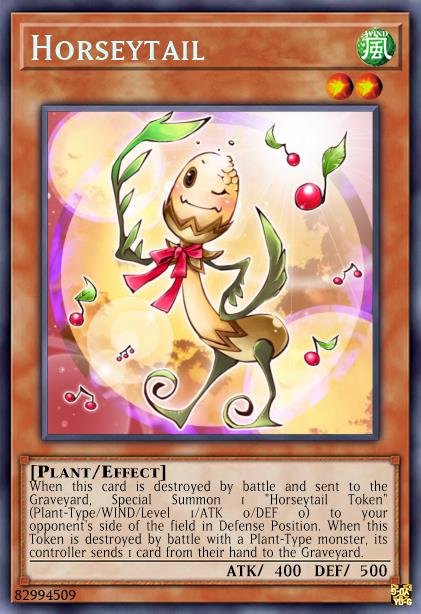 HORSEYTAIL
WIND
風
[PLANT/EFFECT]
When this card is destroyed by battle and sent to the
Graveyard, Special Summon 1 "Horseytail Token"
(Plant-Type/WIND/Level 1/ATK 0/DEF 0) to your
opponent's side of the field in Defense Position. When this
Token is destroyed by battle with a Plant-Type monster, its
controller sends 1 card from their hand to the Graveyard.
ATK/ 400 DEF/ 500
82994509